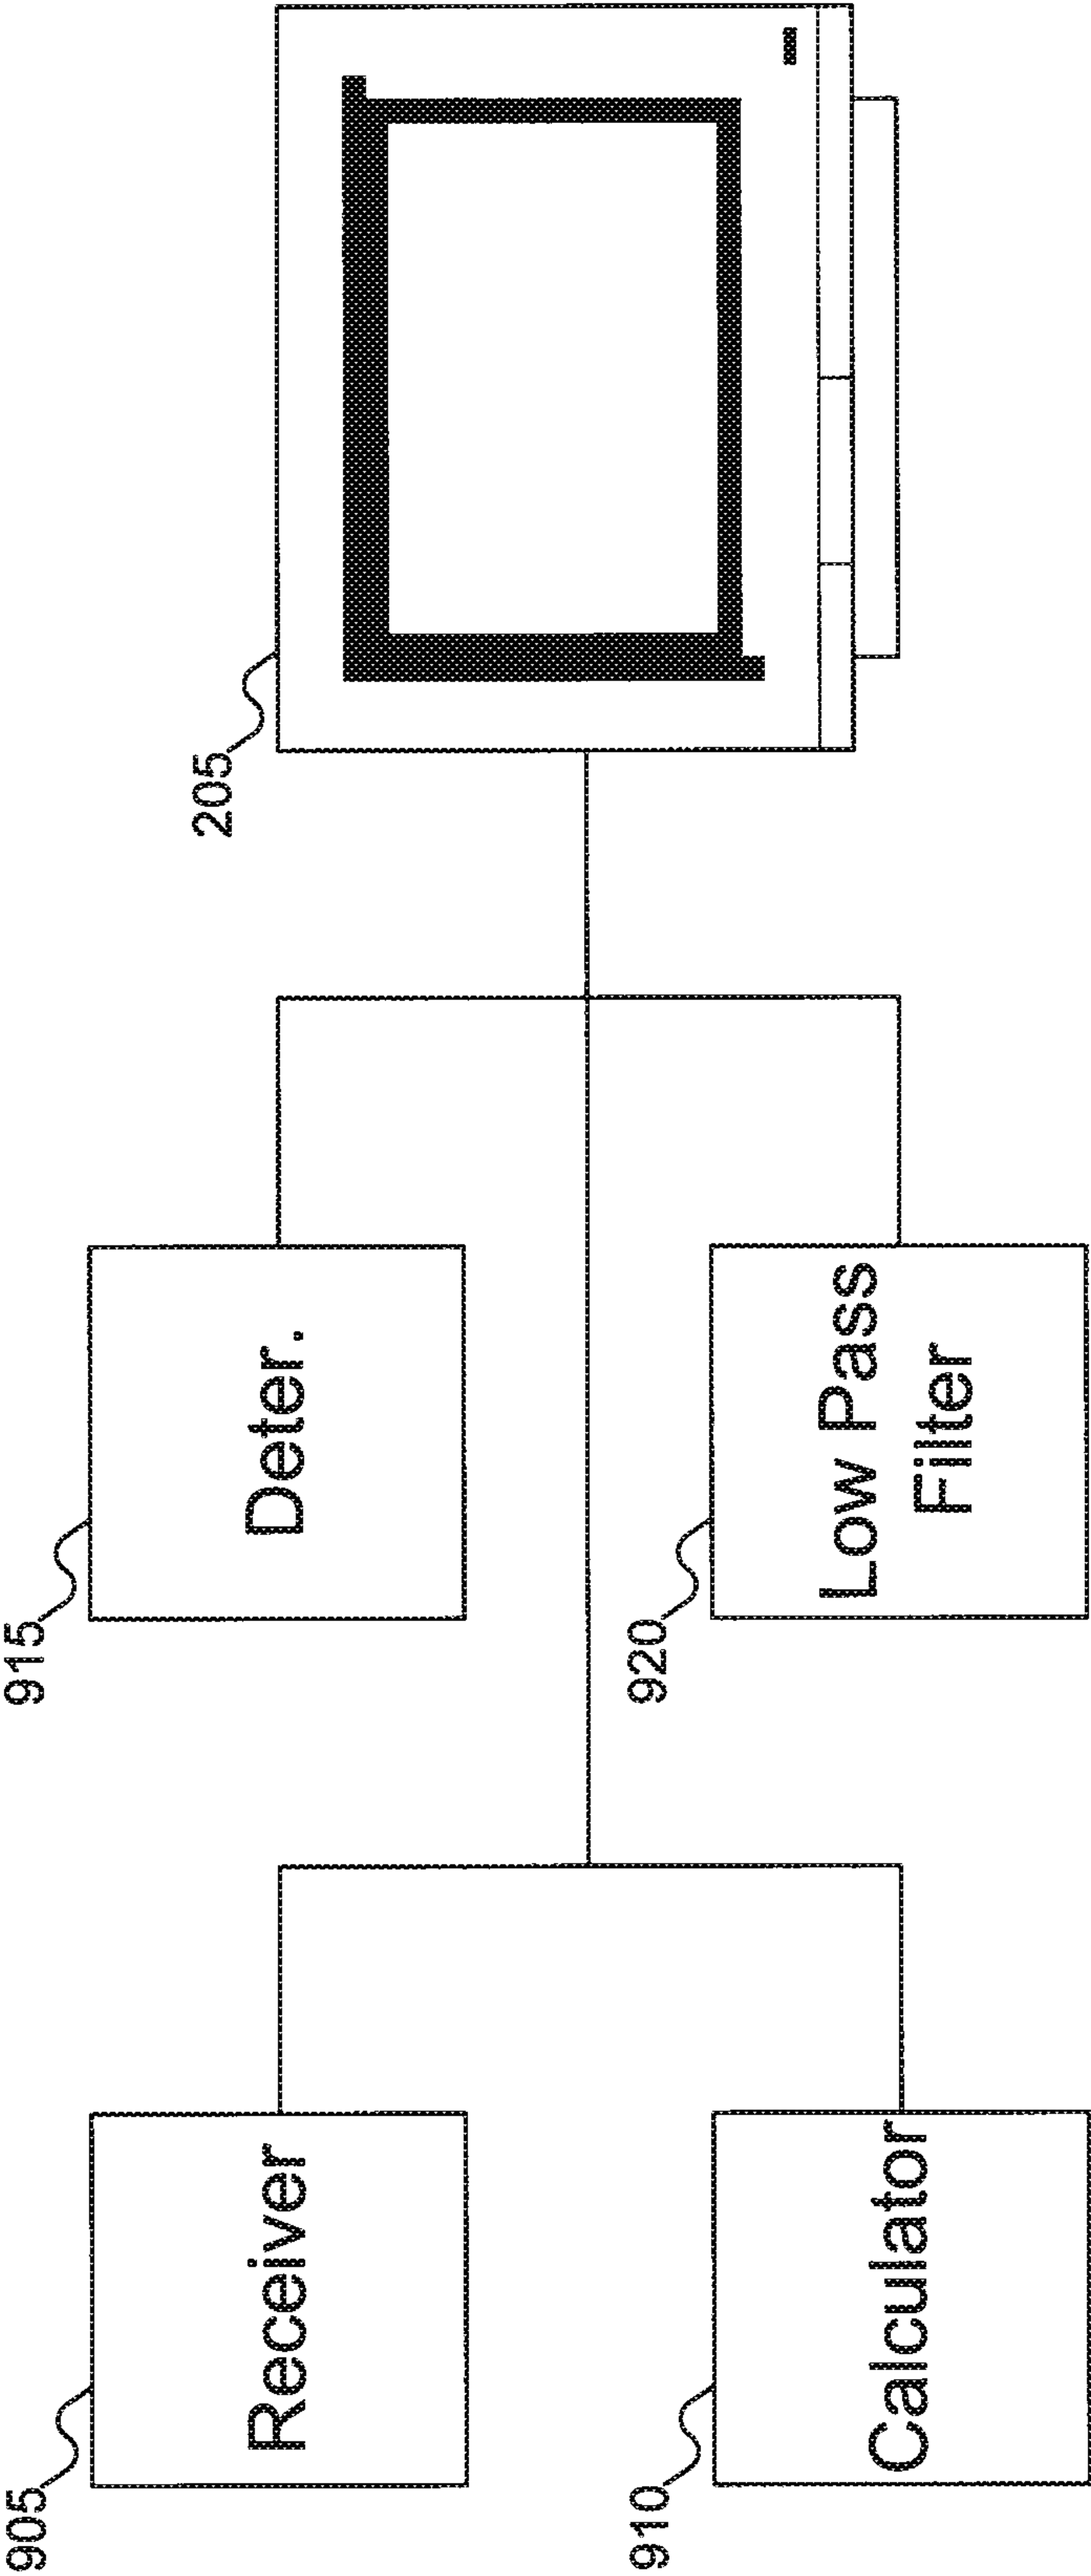 905
Receiver
915
Deter.
205
910
Calculator
920
Low Pass
Filter